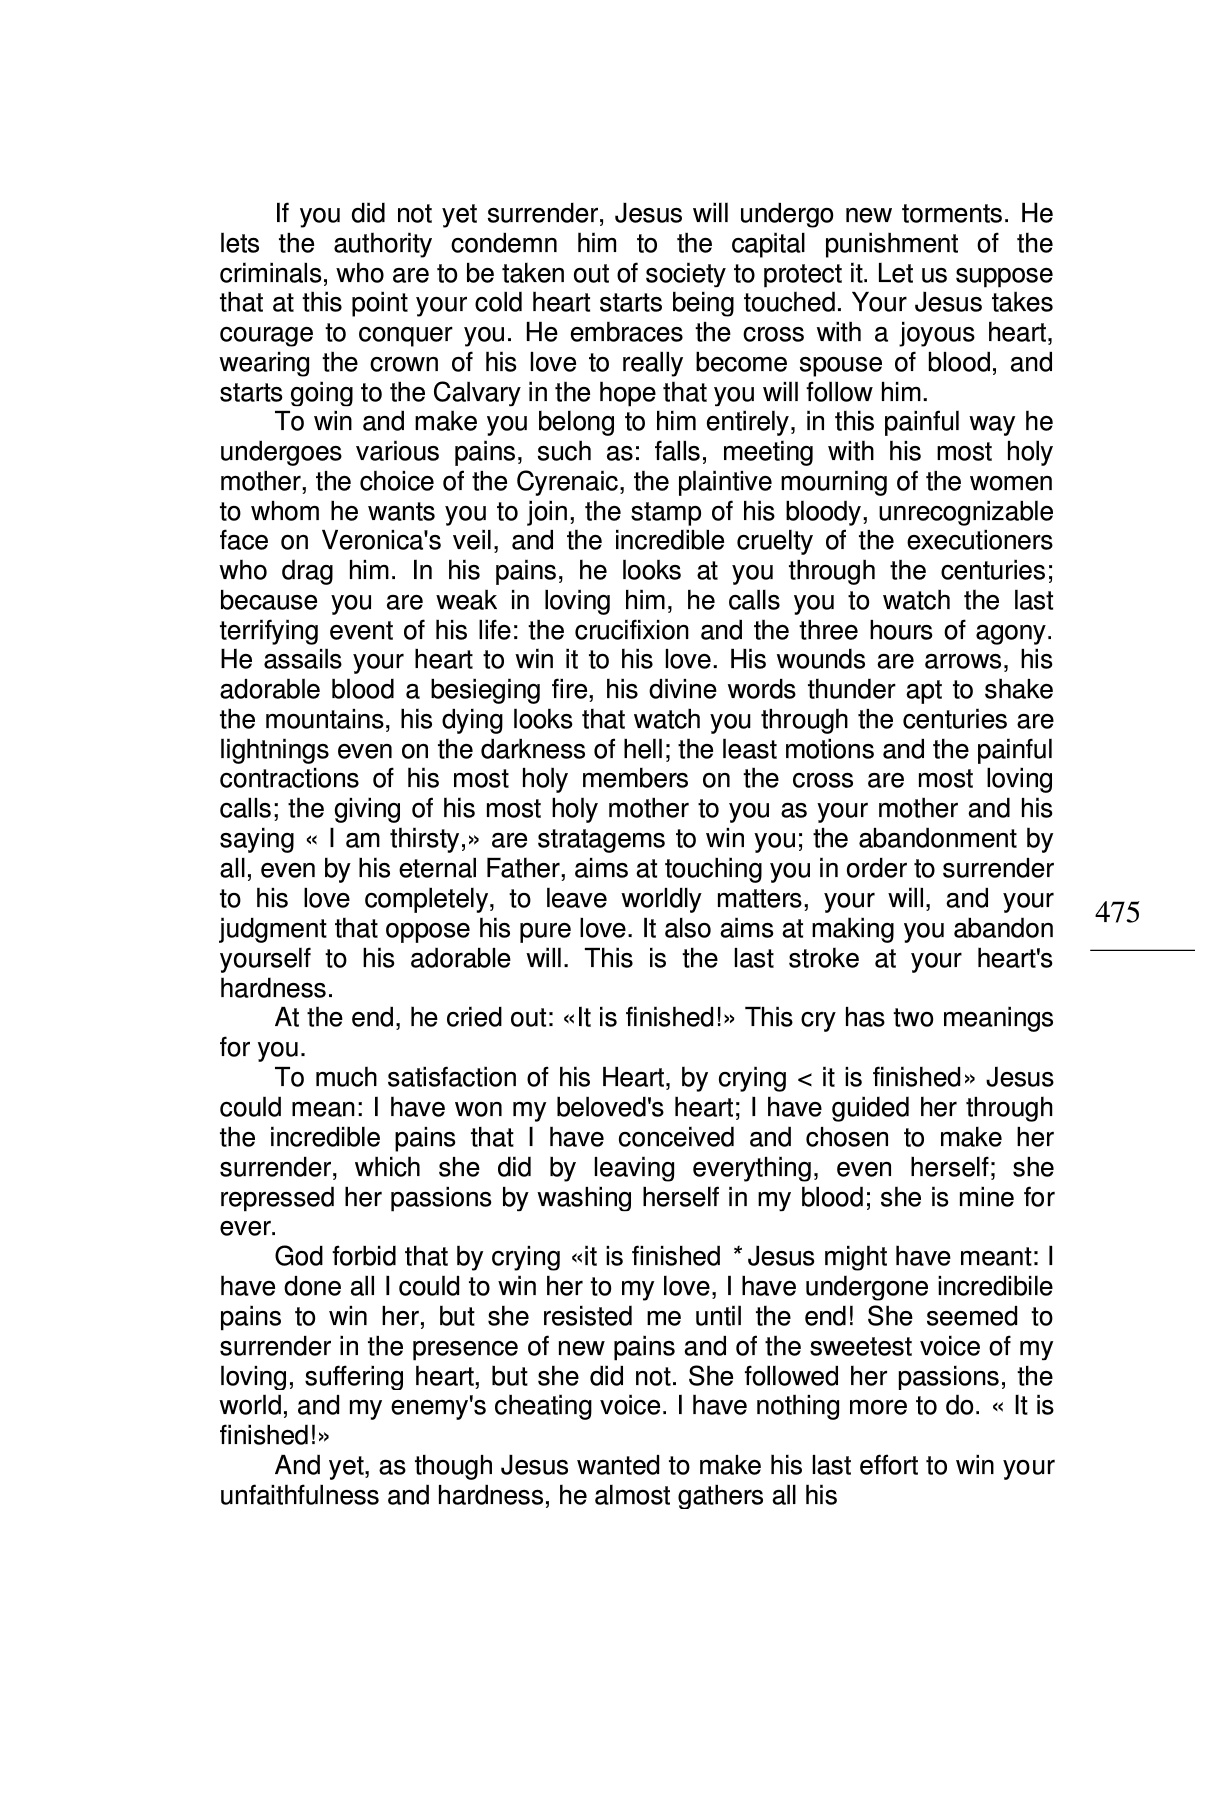 If you did not yet surrender, Jesus will undergo new torments. He
lets the authority condemn him to the capital punishment of the
criminals, who are to be taken out of society to protect it. Let us suppose
that at this point your cold heart starts being touched. Your Jesus takes
courage to conquer you. He embraces the cross with a joyous heart,
wearing the crown of his love to really become spouse of blood, and
starts going to the Calvary in the hope that you will follow him.
To win and make you belong to him entirely, in this painful way he
undergoes various pains, such as: falls, meeting with his most holy
mother, the choice of the Cyrenaic, the plaintive mourning of the women
to whom he wants you to join, the stamp of his bloody, unrecognizable
face on Veronica's veil, and the incredible cruelty of the executioners
who drag him. In his pains, he looks at you through the centuries;
because you are weak in loving him, he calls you to watch the last
terrifying event of his life: the crucifixion and the three hours of agony.
He assails your heart to win it to his love. His wounds are arrows, his
adorable blood a besieging fire, his divine words thunder apt to shake
the mountains, his dying looks that watch you through the centuries are
lightnings even on the darkness of hell; the least motions and the painful
contractions of his most holy members on the cross are most loving
calls; the giving of his most holy mother to you as your mother and his
saying « I am thirsty,» are stratagems to win you; the abandonment by
all, even by his eternal Father, aims at touching you in order to surrender
to his love completely, to leave worldly matters, your will, and your
judgment that oppose his pure love. It also aims at making you abandon
yourself to his adorable will. This is the last stroke at your heart's
hardness.
At the end, he cried out: «It is finished!» This cry has two meanings
for you.
To much satisfaction of his Heart, by crying < it is finished» Jesus
could mean: I have won my beloved's heart; I have guided her through
the incredible pains that I have conceived and chosen to make her
surrender, which she did by leaving everything, even herself; she
repressed her passions by washing herself in my blood; she is mine for
ever.
God forbid that by crying «it is finished * Jesus might have meant: I
have done all I could to win her to my love, I have undergone incredibile
pains to win her, but she resisted me until the end! She seemed to
surrender in the presence of new pains and of the sweetest voice of my
loving, suffering heart, but she did not. She followed her passions, the
world, and my enemy's cheating voice. I have nothing more to do. « It is
finished!»
And yet, as though Jesus wanted to make his last effort to win your
unfaithfulness and hardness, he almost gathers all his
475